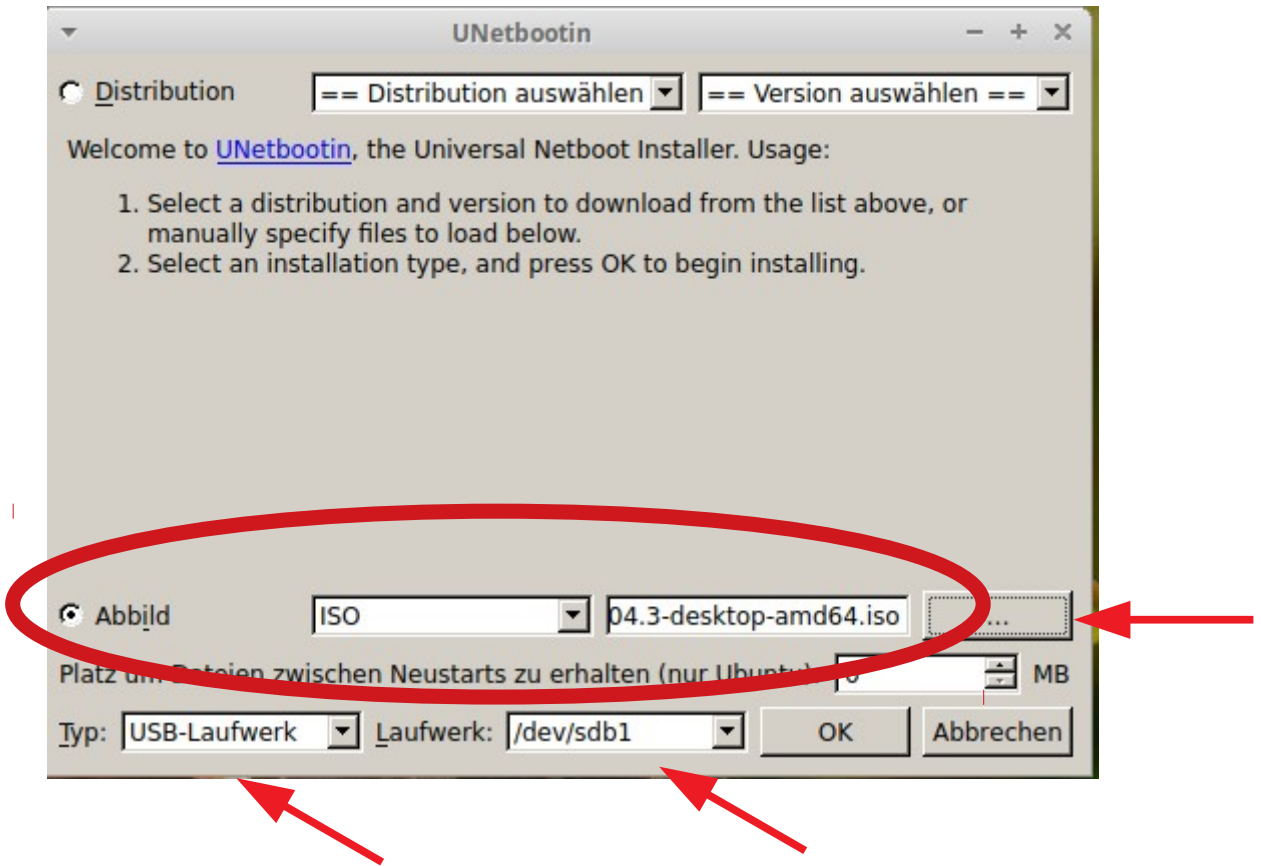 UNetbootin
Distribution == Distribution auswählen == Version auswählen ==
Welcome to UNetbootin, the Universal Netboot Installer. Usage:
1. Select a distribution and version to download from the list above, or
manually specify files to load below.
2. Select an installation type, and press OK to begin installing.
Abbild ISO 04.3-desktop-amd64.iso ...
Platz um Dateien zwischen Neustarts zu erhalten (nur Ubuntu) 0 MB
Typ: USB-Laufwerk Laufwerk: /dev/sdb1 OK Abbrechen